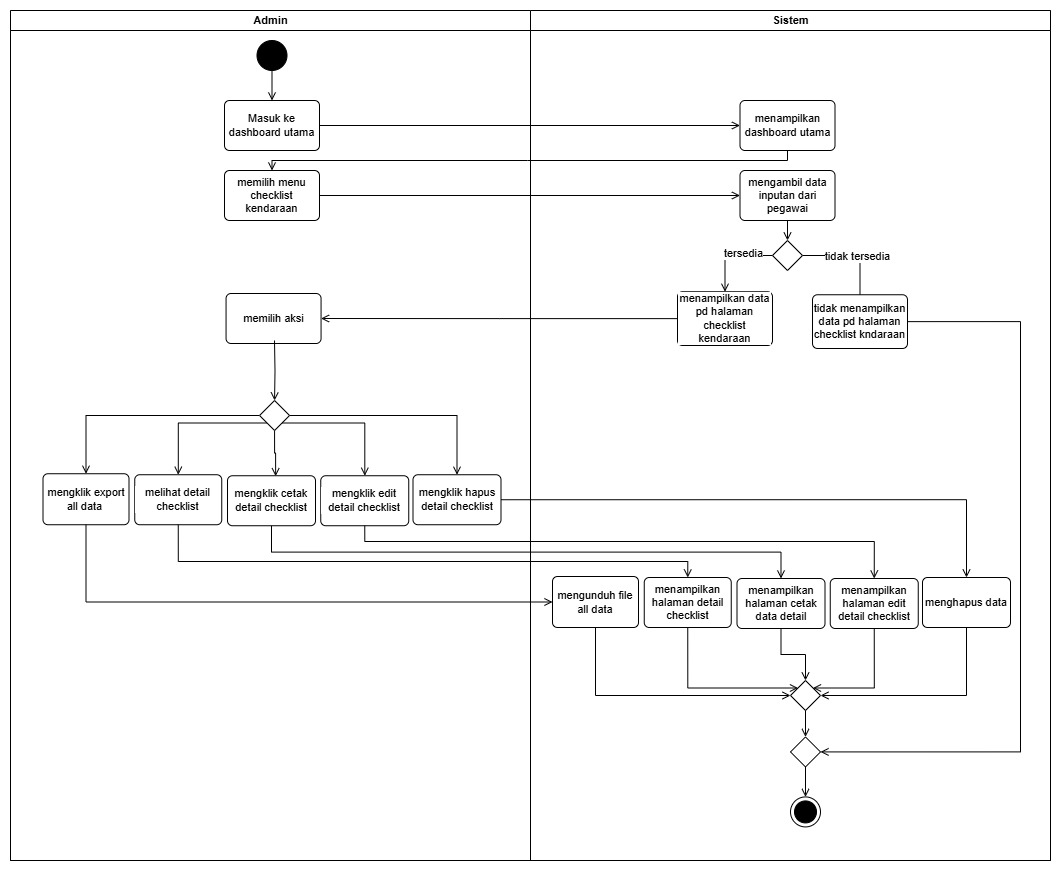 Admin
Sistem
Masuk ke
dashboard utama
menampilkan
dashboard utama
memilih menu
checklist
kendaraan
mengambil data
inputan dari
pegawai
tersedia
tidak tersedia
memilih aksi
menampilkan data
pd halaman
checklist
kendaraan
tidak menampilkan
data pd halaman
checklist kndaraan
mengklik export
all data
melihat detail
checklist
mengklik cetak
detail checklist
mengklik edit
detail checklist
mengklik hapus
detail checklist
mengunduh file
all data
menampilkan
halaman detail
checklist
menampilkan
halaman cetak
data detail
menampilkan
halaman edit
detail checklist
menghapus data